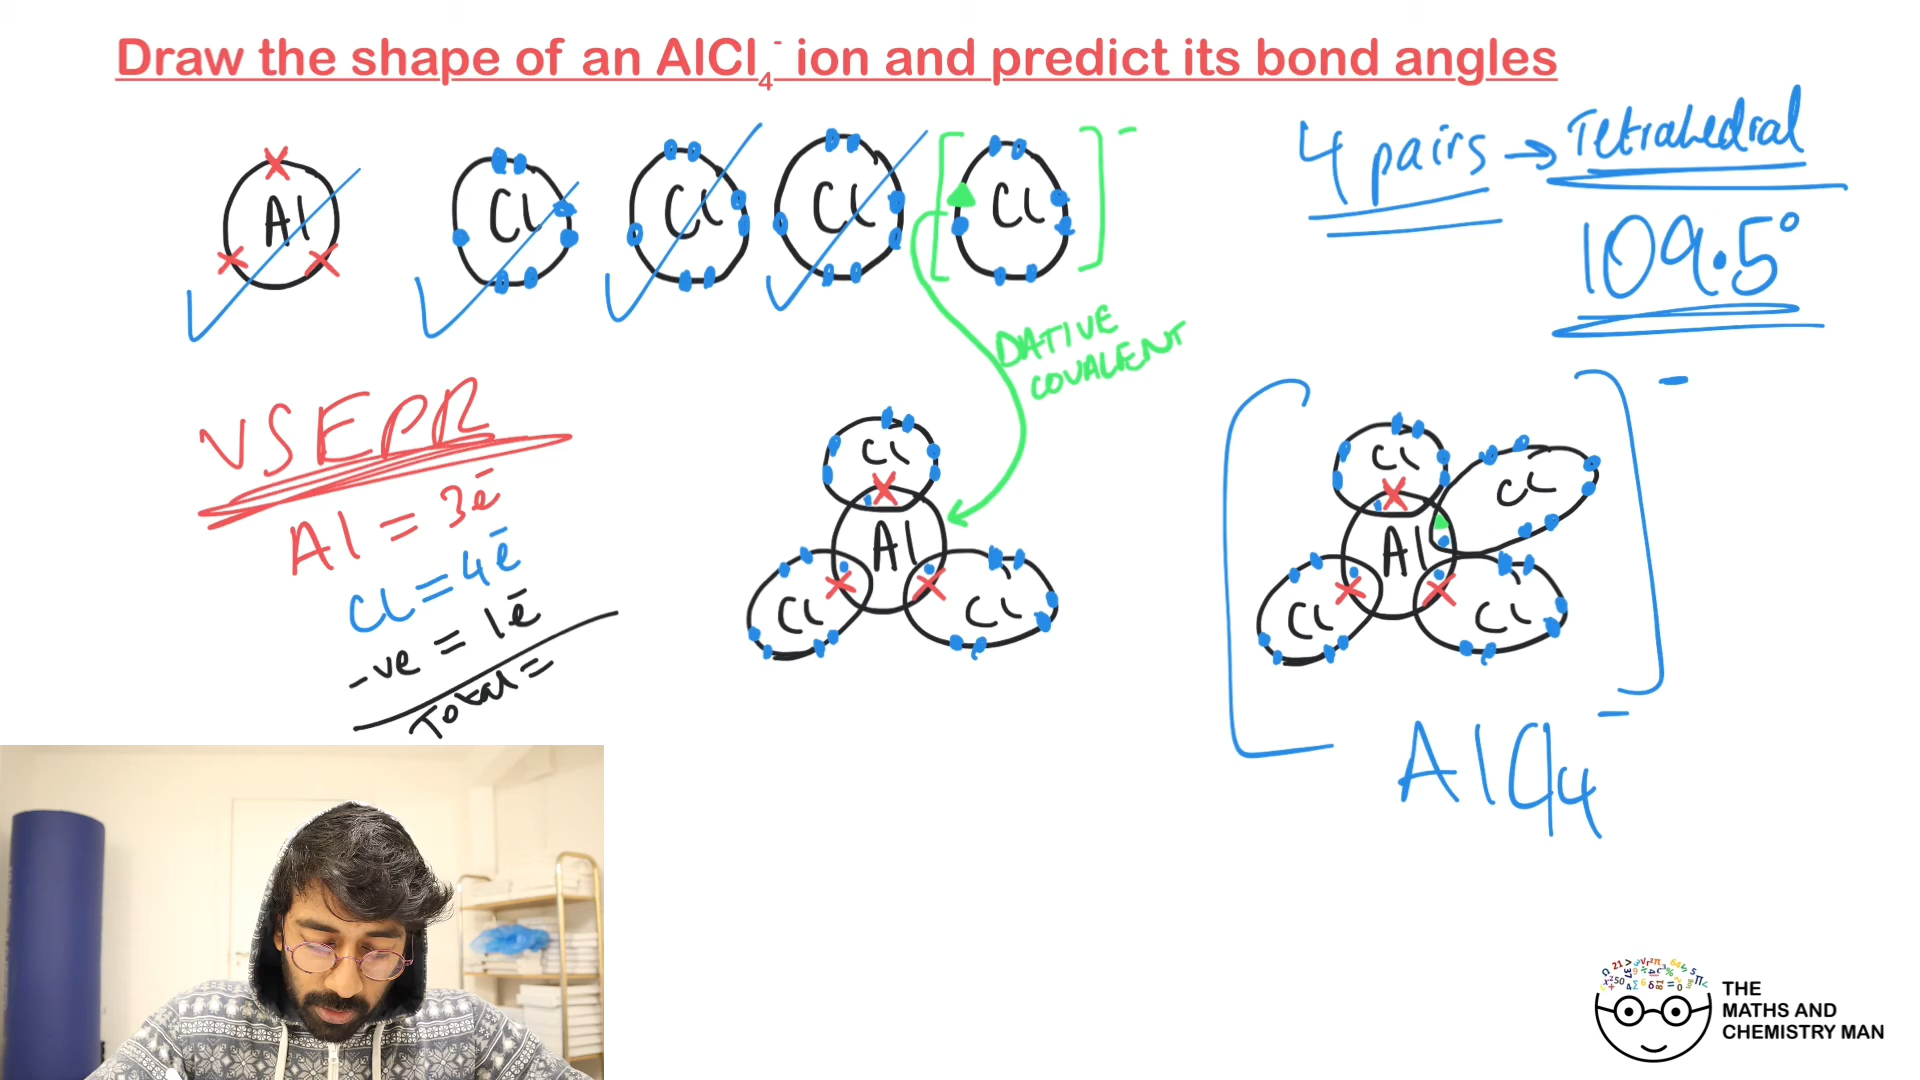 Draw the shape of an AlCl₄⁻ ion and predict its bond angles
Al
Cl
Cl
Cl
[Cl]⁻
4 pairs → Tetrahedral
109.5°
DATIVE
COVALENT
VSEPR
Al = 3e⁻
Cl = 4e⁻
-ve = 1e⁻
Total =
Cl
Al
Cl
Cl
Cl
Cl
Al
Cl
Cl
-
AlCl₄⁻
THE
MATHS AND
CHEMISTRY MAN